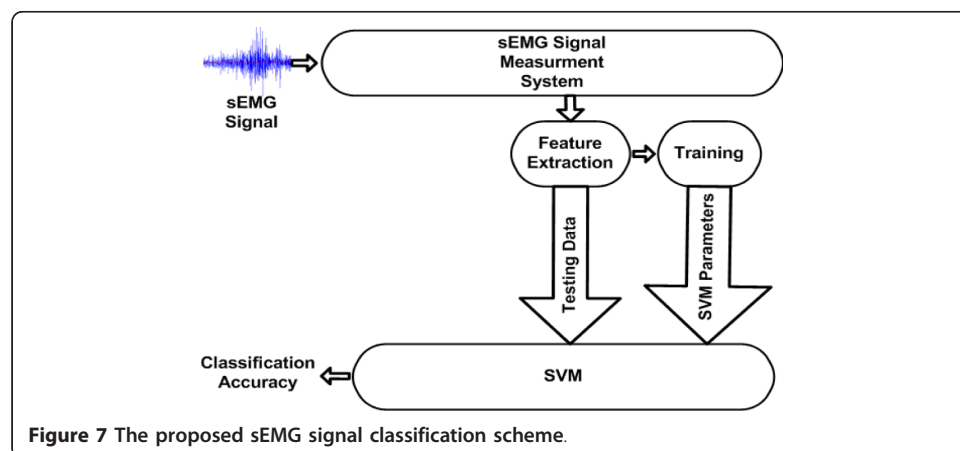 sEMG Signal
Measurment
System
sEMG
Signal
Feature
Extraction
Training
Testing Data
SVM Parameters
Classification
Accuracy
SVM
Figure 7 The proposed sEMG signal classification scheme.